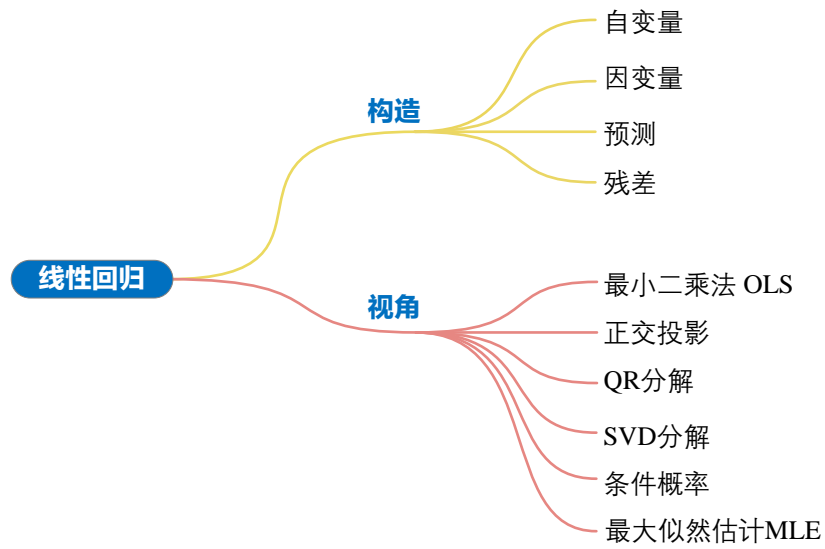 自变量
因变量
构造
预测
残差
线性回归
最小二乘法 OLS
视角
正交投影
QR分解
SVD分解
条件概率
最大似然估计MLE